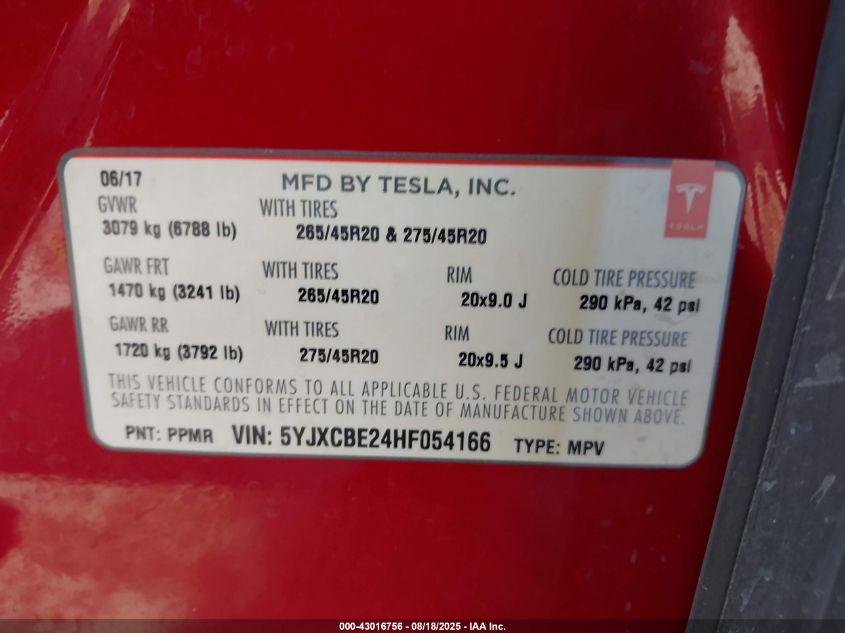 06/17 MFD BY TESLA, INC.
GVWR WITH TIRES
3079 kg (6788 lb) 265/45R20 & 275/45R20
TESLA
GAWR FRT WITH TIRES RIM COLD TIRE PRESSURE
1470 kg (3241 lb) 265/45R20 20x9.0 J 290 kPa, 42 psi
GAWR RR WITH TIRES RIM COLD TIRE PRESSURE
1720 kg (3792 lb) 275/45R20 20x9.5 J 290 kPa, 42 psi
THIS VEHICLE CONFORMS TO ALL APPLICABLE U.S. FEDERAL MOTOR VEHICLE
SAFETY STANDARDS IN EFFECT ON THE DATE OF MANUFACTURE SHOWN ABOVE.
PNT: PPMR VIN: 5YJXCBE24HF054166 TYPE: MPV
000-43016756 - 08/18/2025 - IAA Inc.